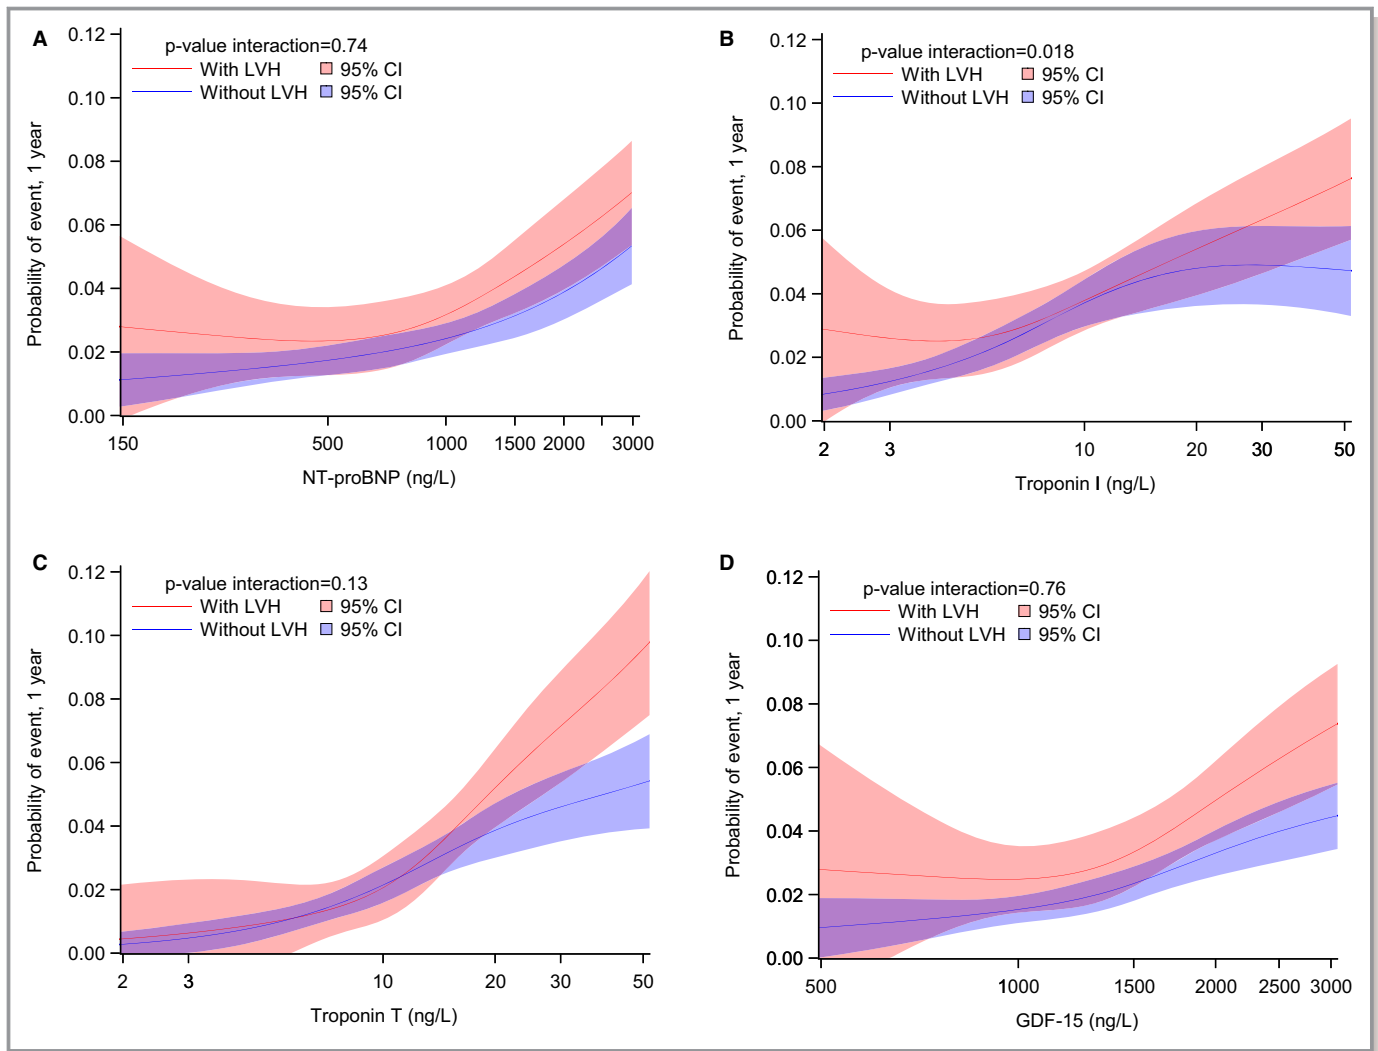 A
p-value interaction=0.74
With LVH 95% CI
Without LVH 95% CI
0.12
0.10
0.08
0.06
0.04
0.02
0.00
Probability of event, 1 year
150 500 1000 1500 2000 3000
NT-proBNP (ng/L)
B
p-value interaction=0.018
With LVH 95% CI
Without LVH 95% CI
0.12
0.10
0.08
0.06
0.04
0.02
0.00
Probability of event, 1 year
2 3 10 20 30 50
Troponin I (ng/L)
C
p-value interaction=0.13
With LVH 95% CI
Without LVH 95% CI
0.12
0.10
0.08
0.06
0.04
0.02
0.00
Probability of event, 1 year
2 3 10 20 30 50
Troponin T (ng/L)
D
p-value interaction=0.76
With LVH 95% CI
Without LVH 95% CI
0.12
0.10
0.08
0.06
0.04
0.02
0.00
Probability of event, 1 year
500 1000 1500 2000 2500 3000
GDF-15 (ng/L)